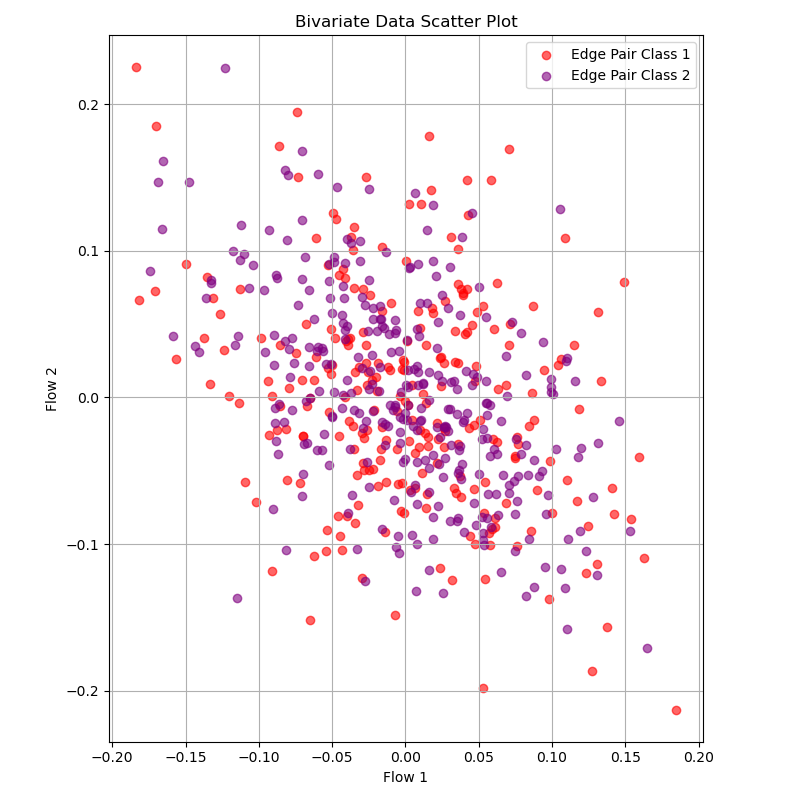 Bivariate Data Scatter Plot
Edge Pair Class 1
Edge Pair Class 2
0.2
0.1
0.0
−0.1
−0.2
Flow 2
−0.20 −0.15 −0.10 −0.05 0.00 0.05 0.10 0.15 0.20
Flow 1